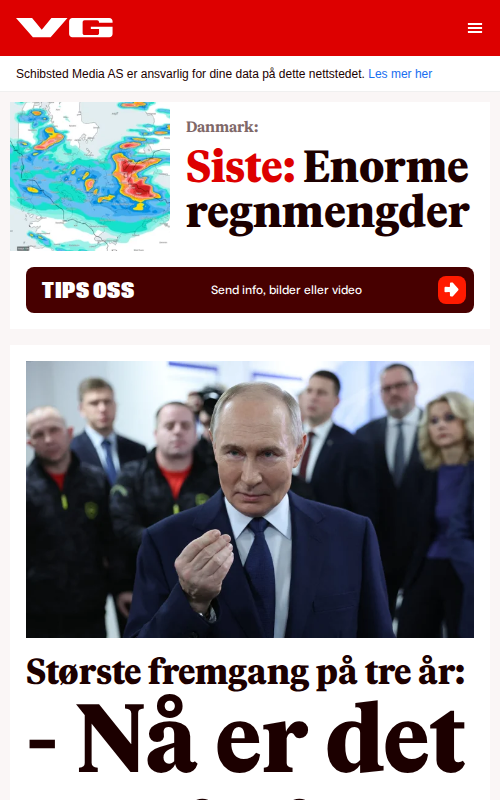 VG
Schibsted Media AS er ansvarlig for dine data på dette nettstedet. Les mer her
Danmark:
Siste: Enorme
regnmengder
TIPS OSS
Send info, bilder eller video
Største fremgang på tre år:
- Nå er det